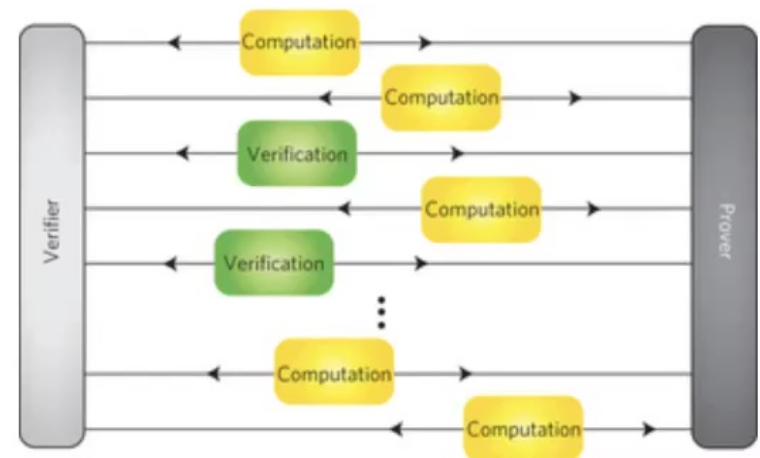 Computation
Computation
Verification
Computation
Verification
Computation
Computation
Verifier
Prover